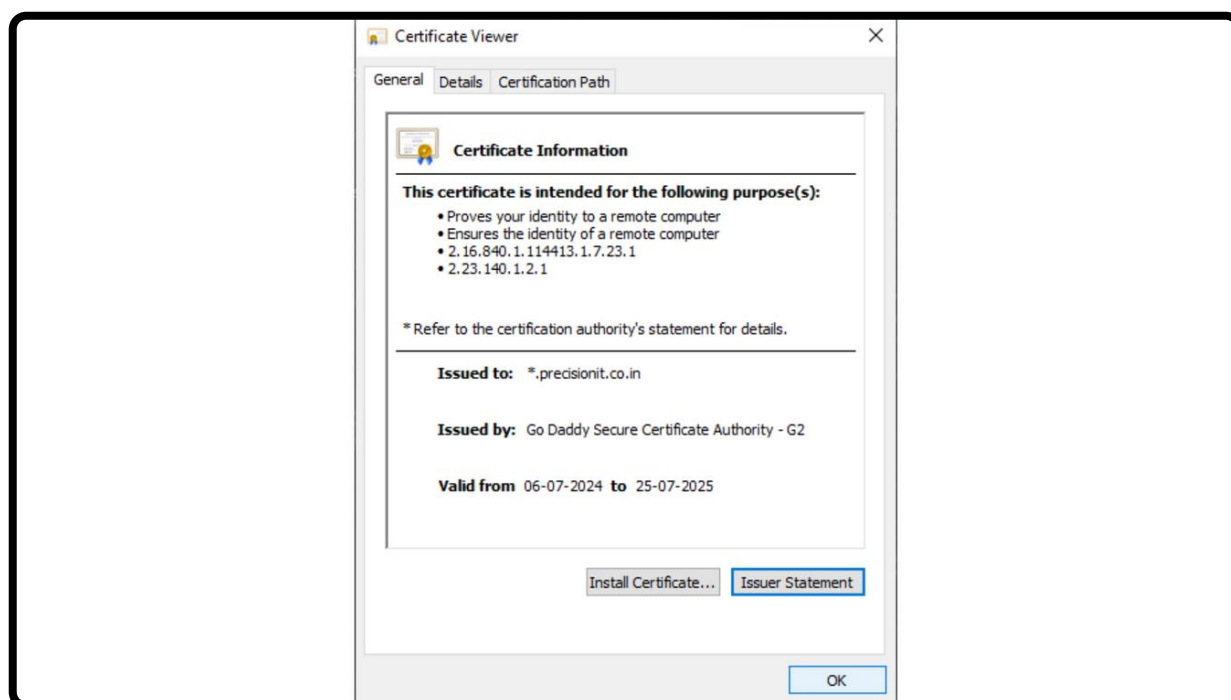 Certificate Viewer
General Details Certification Path
Certificate Information
This certificate is intended for the following purpose(s):
• Proves your identity to a remote computer
• Ensures the identity of a remote computer
• 2.16.840.1.114413.1.7.23.1
• 2.23.140.1.2.1
* Refer to the certification authority's statement for details.
Issued to: *.precisionit.co.in
Issued by: Go Daddy Secure Certificate Authority - G2
Valid from 06-07-2024 to 25-07-2025
Install Certificate... Issuer Statement
OK